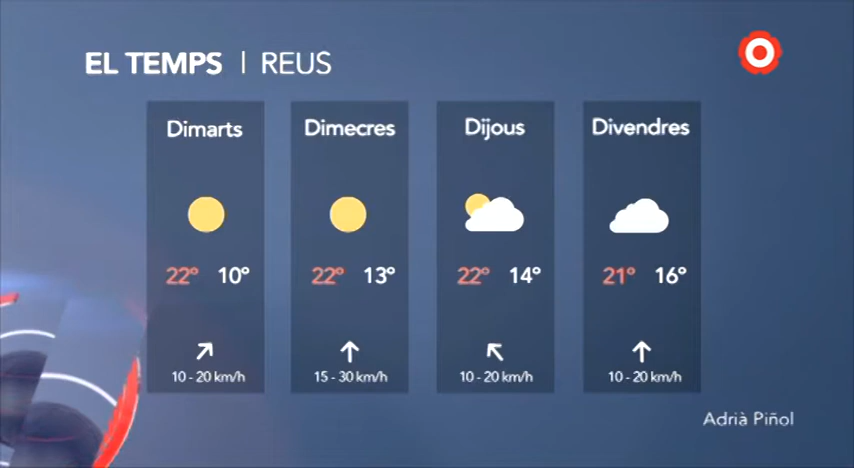 EL TEMPS | REUS
Dimarts
22° 10°
10 - 20 km/h
Dimecres
22° 13°
15 - 30 km/h
Dijous
22° 14°
10 - 20 km/h
Divendres
21° 16°
10 - 20 km/h
Adrià Piñol